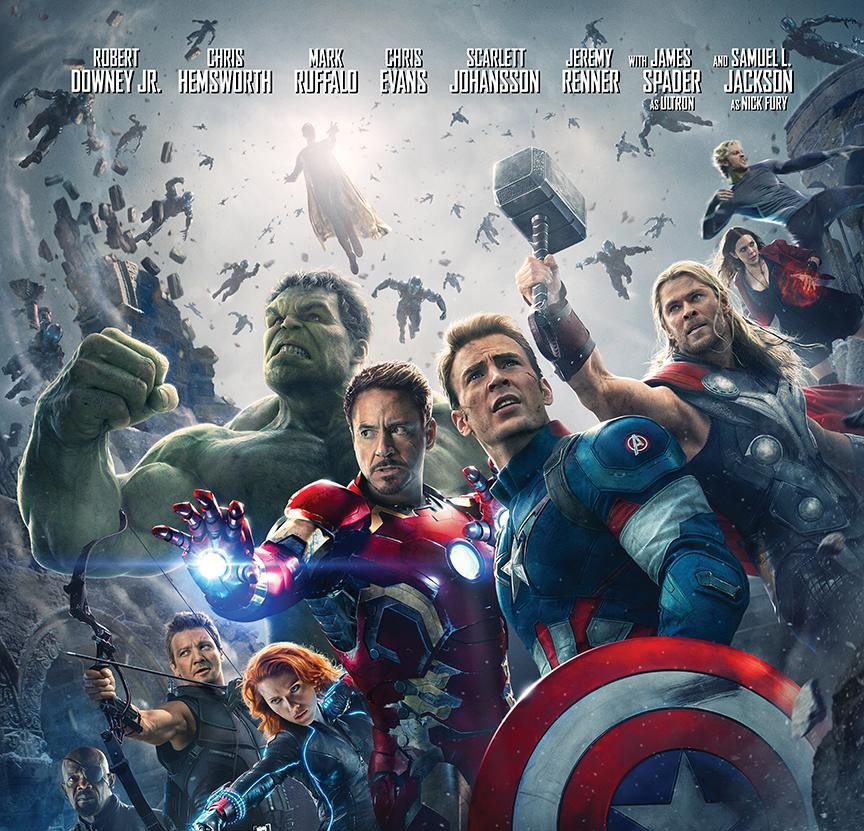 ROBERT
DOWNEY JR.
CHRIS
HEMSWORTH
MARK
RUFFALO
CHRIS
EVANS
SCARLETT
JOHANSSON
JEREMY
RENNER
WITH JAMES
SPADER
AS ULTRON
AND SAMUEL L.
JACKSON
AS NICK FURY